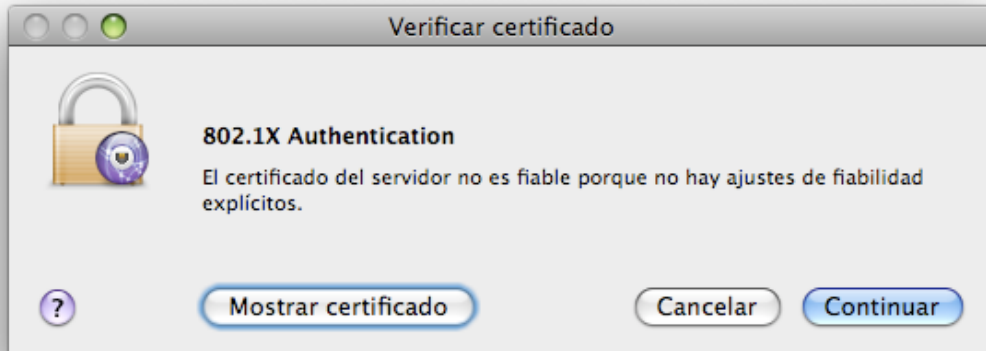 Verificar certificado
802.1X Authentication
El certificado del servidor no es fiable porque no hay ajustes de fiabilidad
explícitos.
? Mostrar certificado Cancelar Continuar